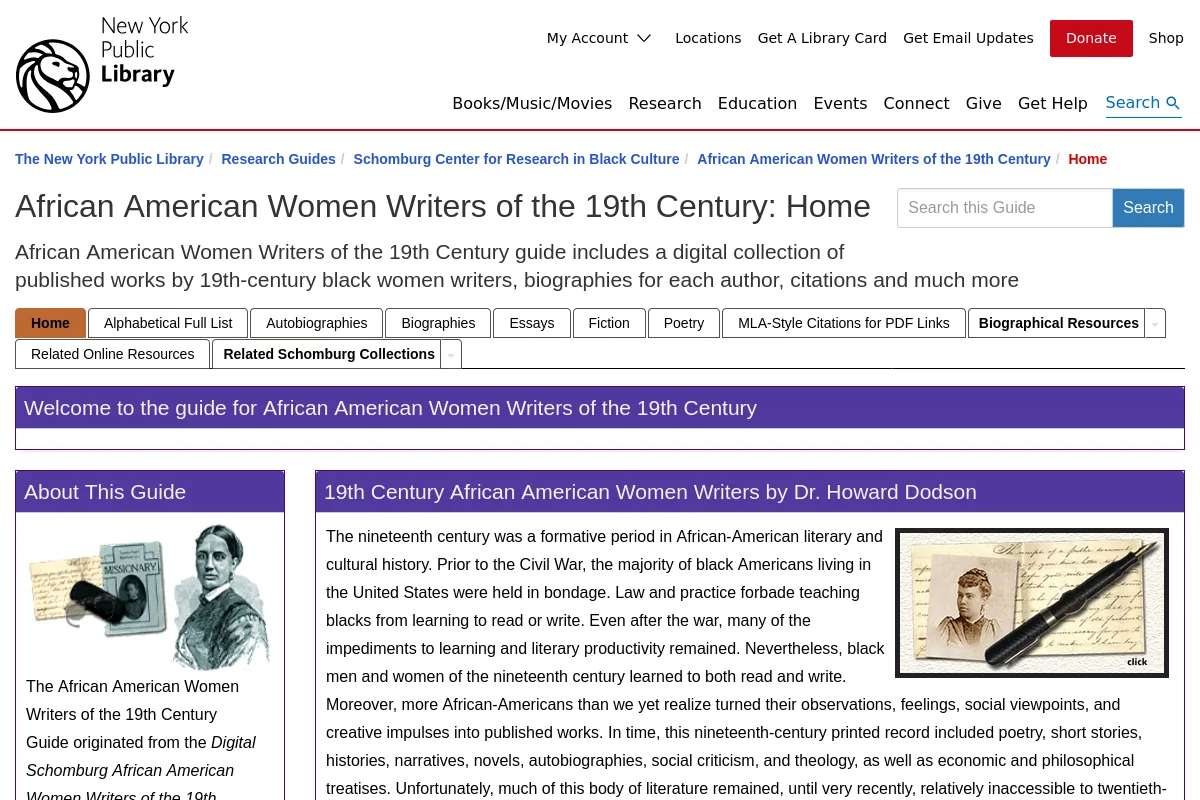 New York
Public
Library
My Account
Locations
Get A Library Card
Get Email Updates
Donate
Shop
Books/Music/Movies
Research
Education
Events
Connect
Give
Get Help
Search
The New York Public Library / Research Guides / Schomburg Center for Research in Black Culture / African American Women Writers of the 19th Century / Home
African American Women Writers of the 19th Century: Home
Search this Guide
Search
African American Women Writers of the 19th Century guide includes a digital collection of
published works by 19th-century black women writers, biographies for each author, citations and much more
Home
Alphabetical Full List
Autobiographies
Biographies
Essays
Fiction
Poetry
MLA-Style Citations for PDF Links
Biographical Resources
Related Online Resources
Related Schomburg Collections
Welcome to the guide for African American Women Writers of the 19th Century
About This Guide
MISSIONARY
The African American Women
Writers of the 19th Century
Guide originated from the Digital
Schomburg African American
Women Writers of the 19th
19th Century African American Women Writers by Dr. Howard Dodson
The nineteenth century was a formative period in African-American literary and
cultural history. Prior to the Civil War, the majority of black Americans living in
the United States were held in bondage. Law and practice forbade teaching
blacks from learning to read or write. Even after the war, many of the
impediments to learning and literary productivity remained. Nevertheless, black
men and women of the nineteenth century learned to both read and write.
Moreover, more African-Americans than we yet realize turned their observations, feelings, social viewpoints, and
creative impulses into published works. In time, this nineteenth-century printed record included poetry, short stories,
histories, narratives, novels, autobiographies, social criticism, and theology, as well as economic and philosophical
treatises. Unfortunately, much of this body of literature remained, until very recently, relatively inaccessible to twentieth-
click